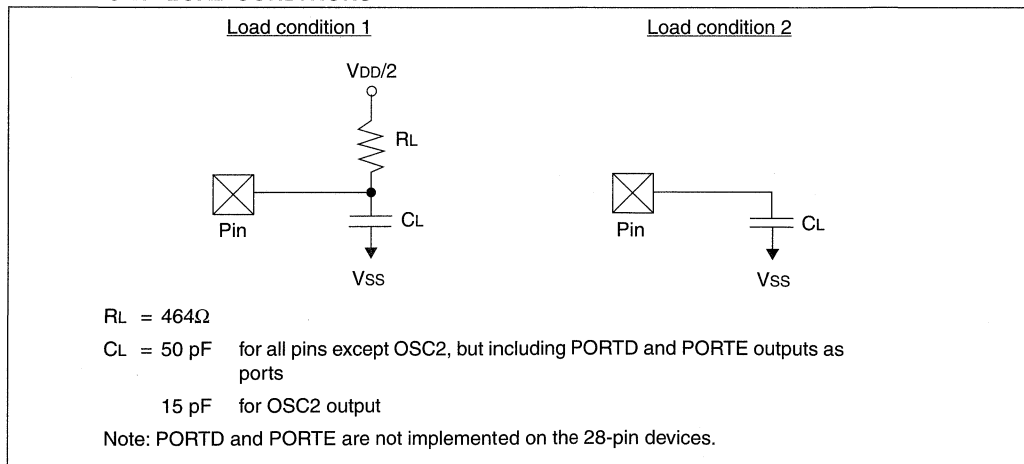 Load condition 1
Load condition 2
VDD/2
RL
Pin
CL
VSS
Pin
CL
VSS
RL = 464Ω
CL = 50 pF for all pins except OSC2, but including PORTD and PORTE outputs as
ports
15 pF for OSC2 output
Note: PORTD and PORTE are not implemented on the 28-pin devices.